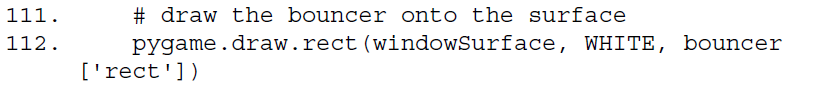 111.     # draw the bouncer onto the surface
112.     pygame.draw.rect(windowSurface, WHITE, bouncer
['rect'])